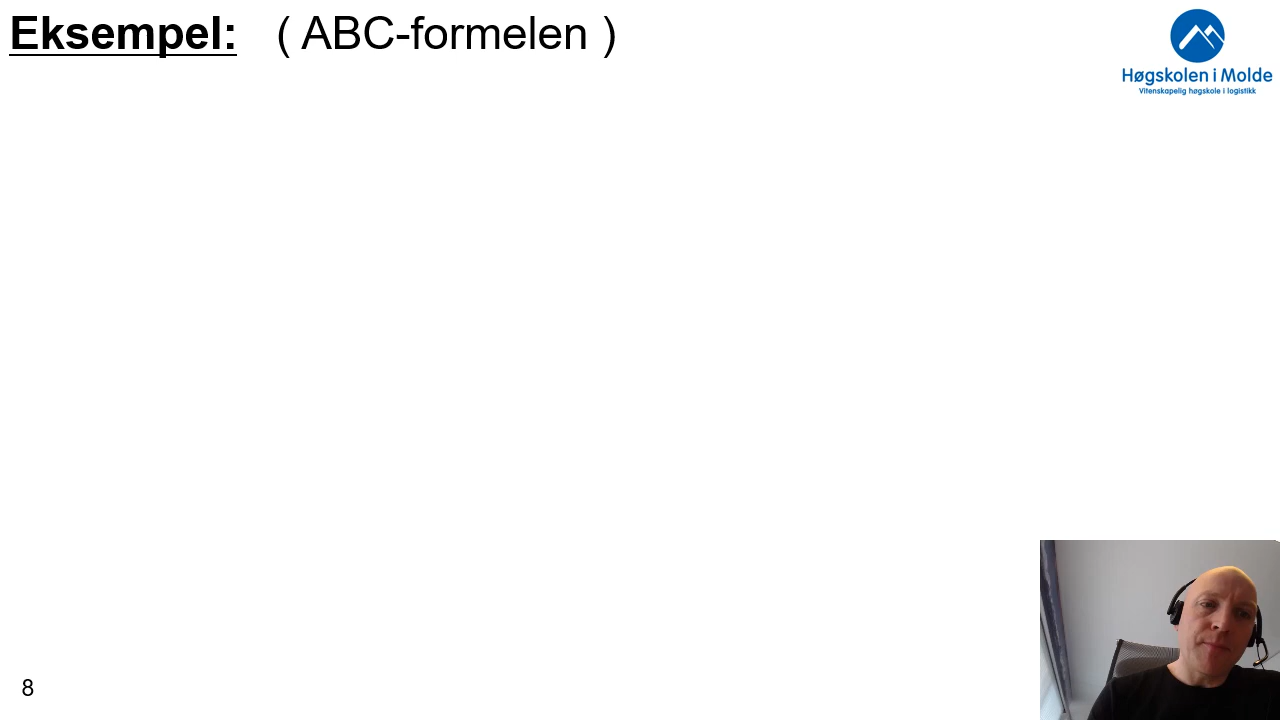 Eksempel: ( ABC-formelen )
Høgskolen i Molde
Vitenskapelig høgskole i logistikk
8